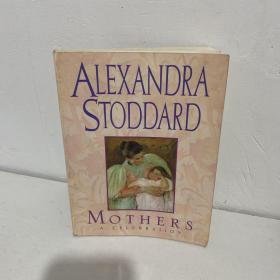 ALEXANDRA
STODDARD
MOTHERS
A CELEBRATION